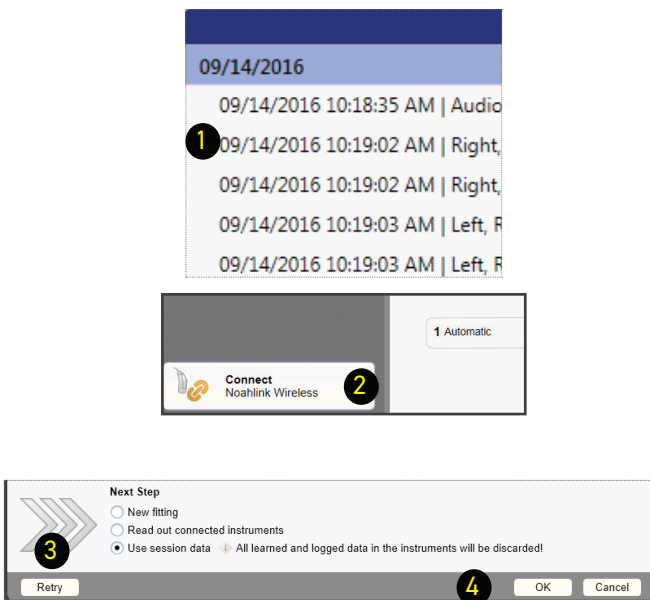 09/14/2016
09/14/2016 10:18:35 AM | Audio
1 09/14/2016 10:19:02 AM | Right,
09/14/2016 10:19:02 AM | Right,
09/14/2016 10:19:03 AM | Left,
09/14/2016 10:19:03 AM | Left,
1 Automatic
Connect
Noahlink Wireless
2
Next Step
New fitting
Read out connected instruments
Use session data All learned and logged data in the instruments will be discarded!
3
Retry
4
OK
Cancel